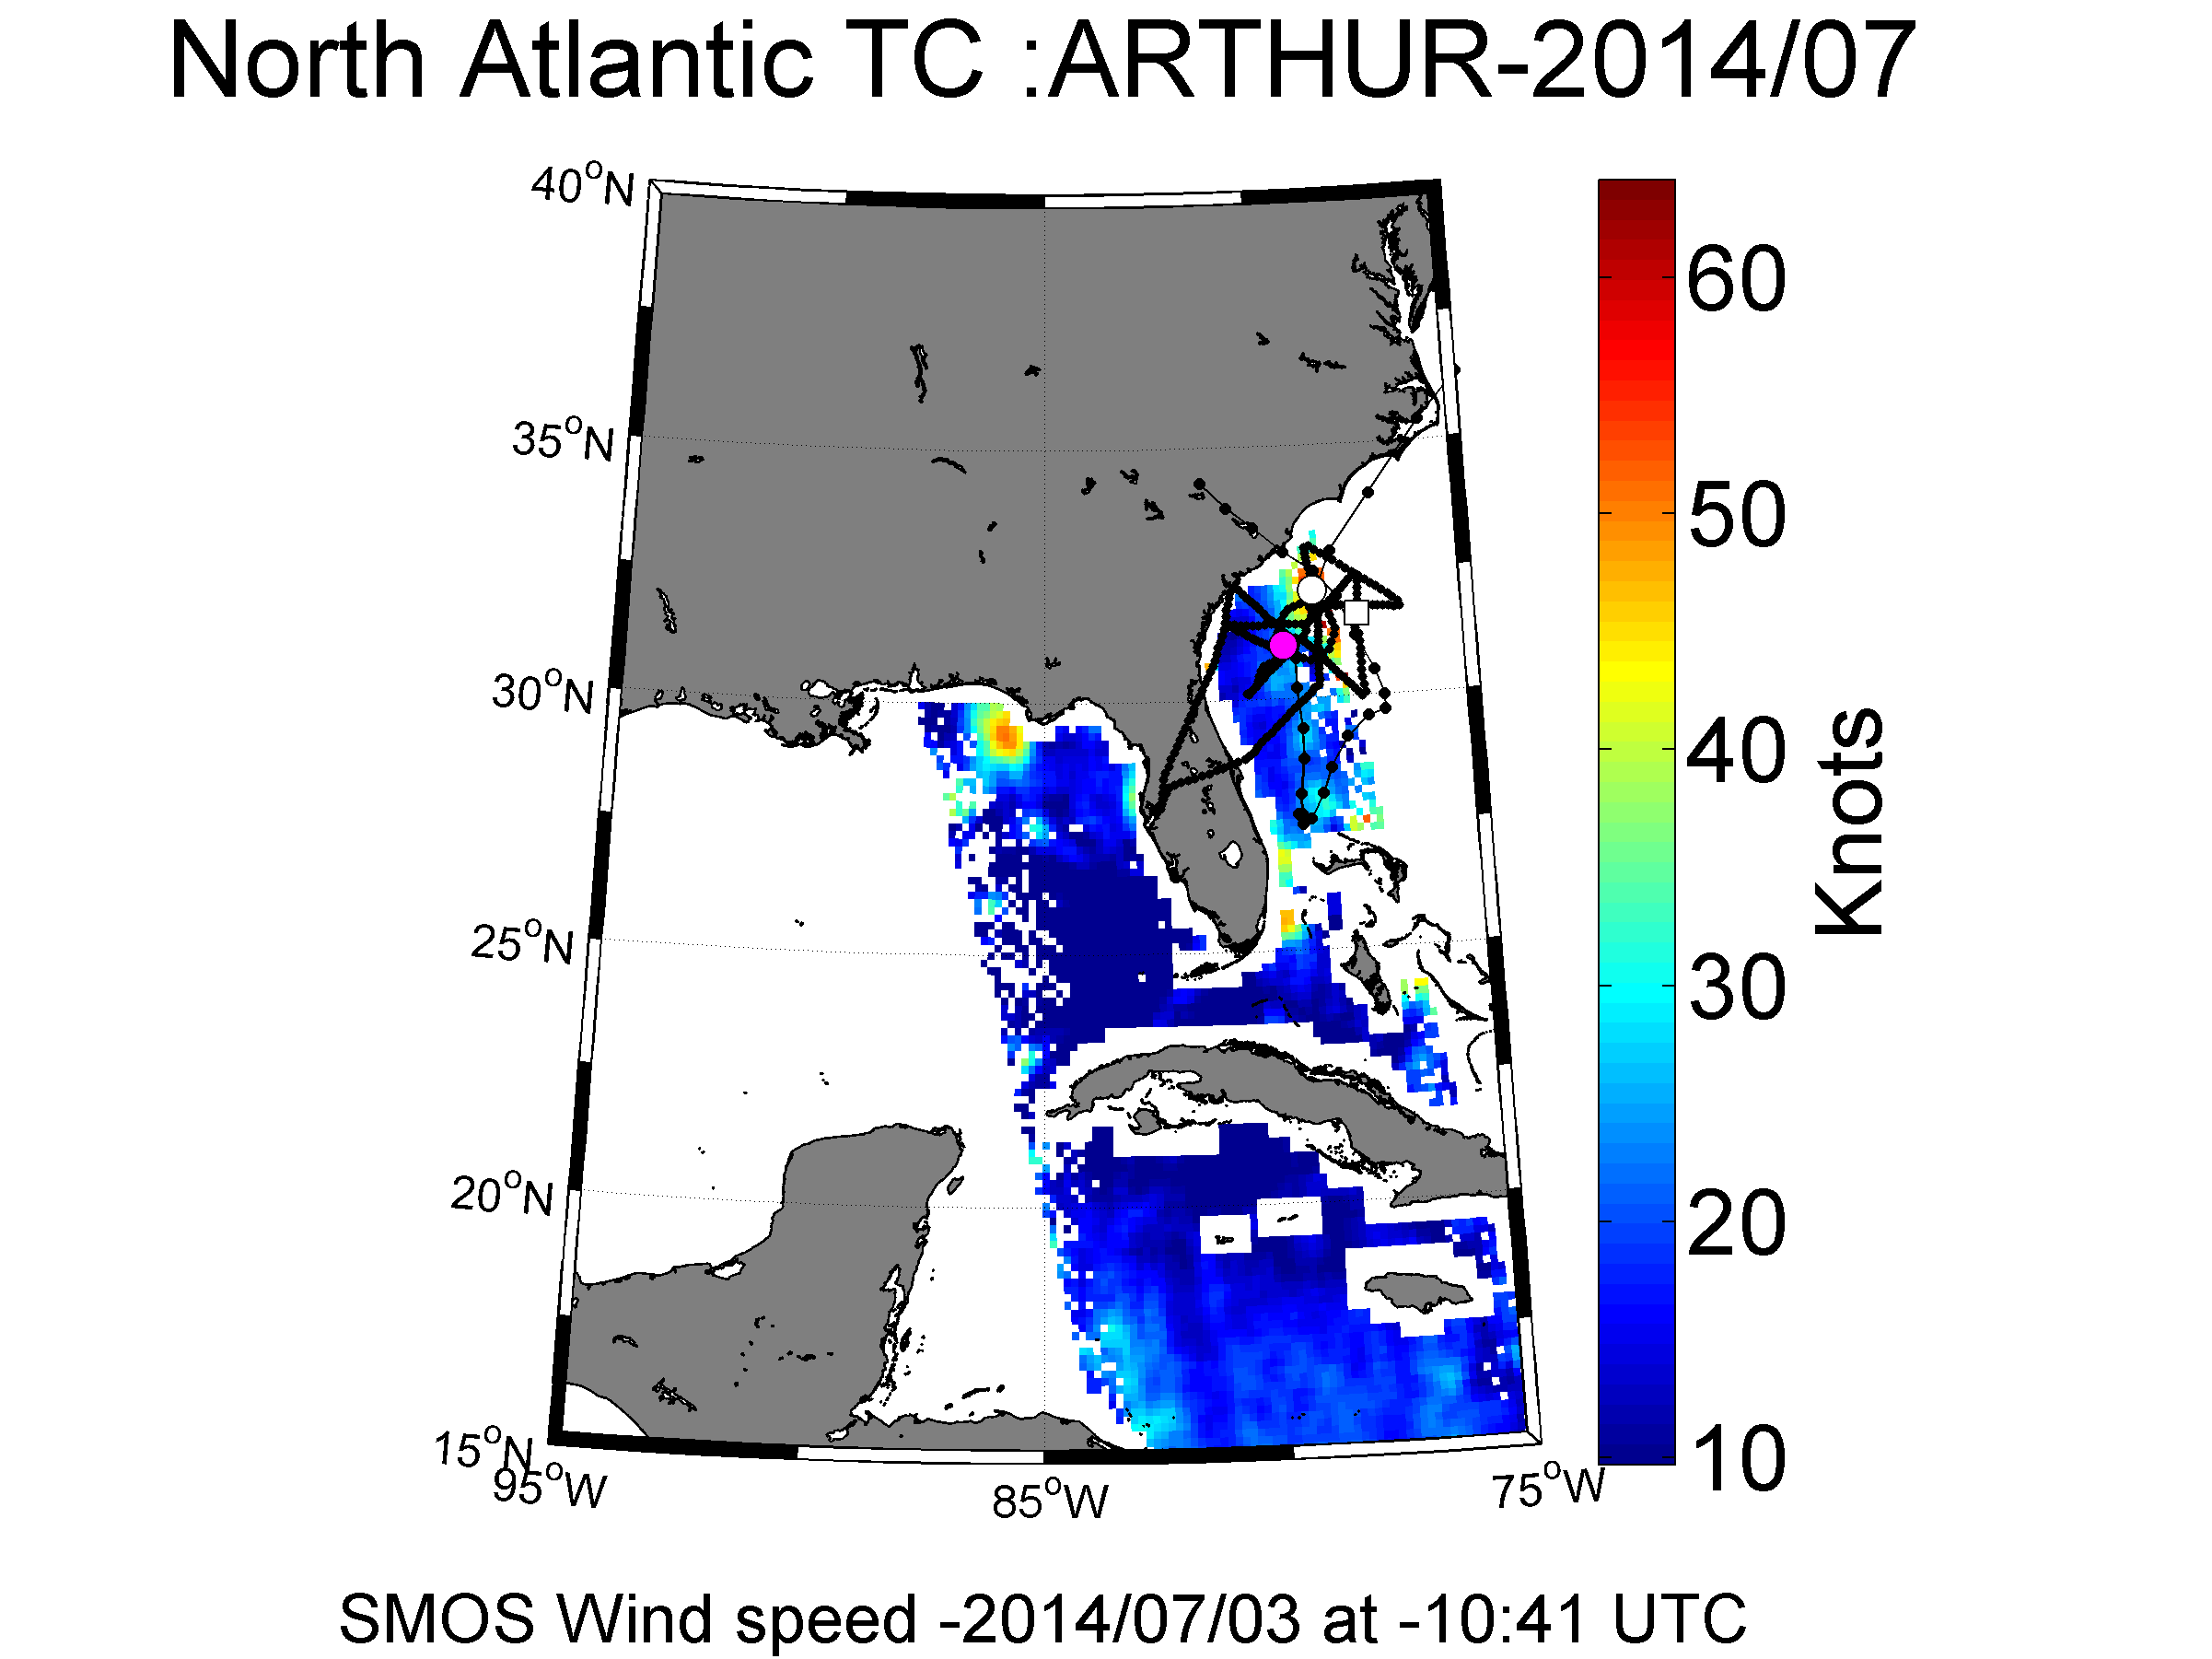 North Atlantic TC :ARTHUR-2014/07
40°N
35°N
30°N
25°N
20°N
15°N
95°W
85°W
75°W
60
50
40
30
20
10
Knots
SMOS Wind speed -2014/07/03 at -10:41 UTC